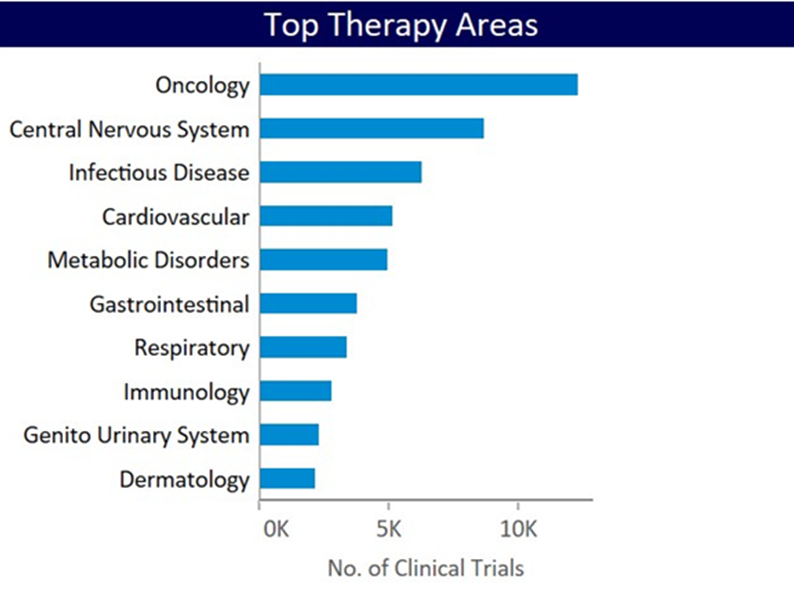 Top Therapy Areas
Oncology
Central Nervous System
Infectious Disease
Cardiovascular
Metabolic Disorders
Gastrointestinal
Respiratory
Immunology
Genito Urinary System
Dermatology
0K 5K 10K
No. of Clinical Trials